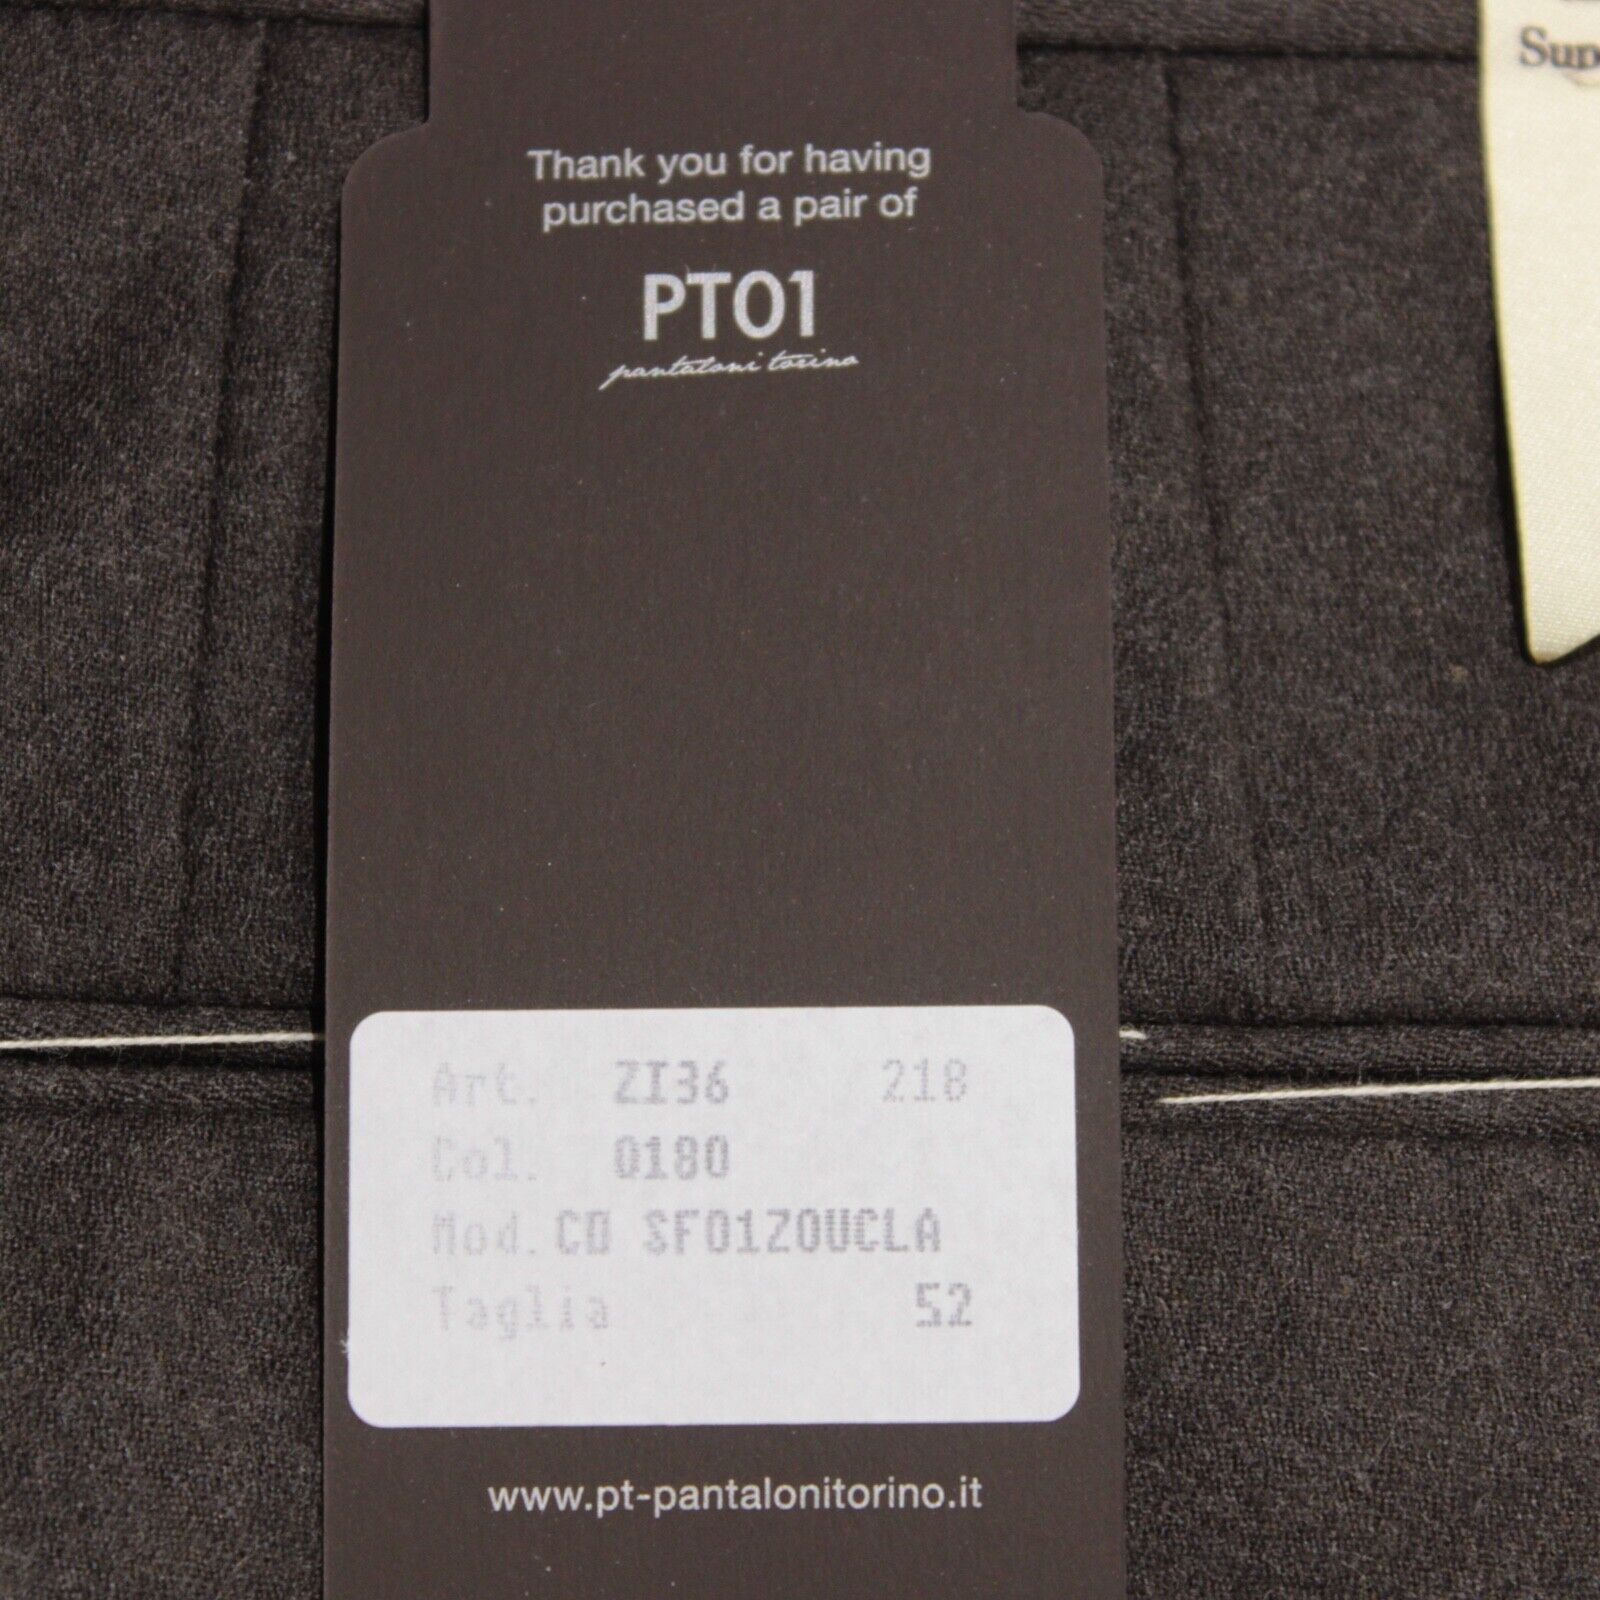 Thank you for having
purchased a pair of
PT01
pantaloni torino
Art. ZI36 218
Col. 0180
Mod. CO SF01Z0UCLA
Taglia 52
www.pt-pantalonitorino.it